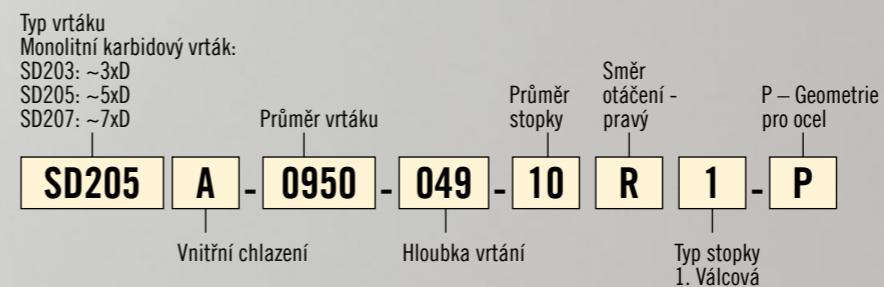 Typ vrtáku
Monolitní karbidový vrták:
SD203: ~3xD
SD205: ~5xD
SD207: ~7xD
Průměr vrtáku
Průměr
stopky
Směr
otáčení -
pravý
P – Geometrie
pro ocel
SD205 A - 0950 - 049 - 10 R 1 - P
Vnitřní chlazení
Hloubka vrtání
Typ stopky
1. Válcová